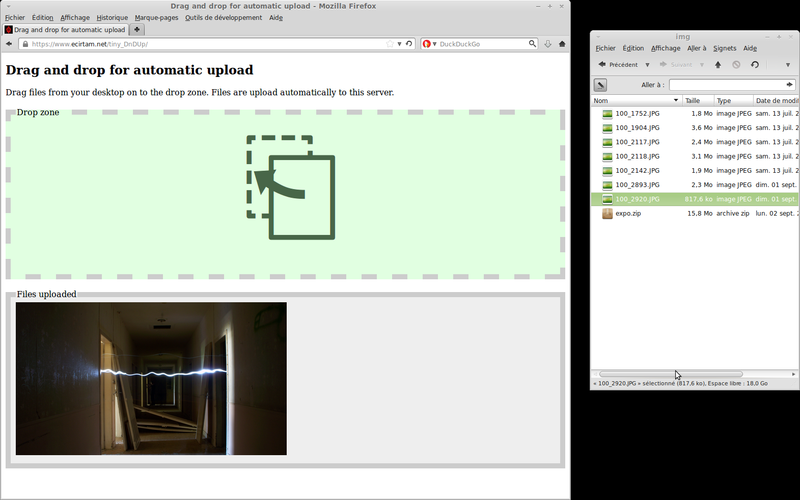 Drag and drop for automatic upload - Mozilla Firefox
Fichier Édition Affichage Historique Marque-pages Outils de développement Aide
Drag and drop for automatic upload
https://www.ecirtam.net/tiny_DnDUp/
DuckDuckGo
Drag and drop for automatic upload
Drag files from your desktop on to the drop zone. Files are upload automatically to this server.
Drop zone
Files uploaded
img
Fichier Édition Affichage Aller à Signets Aide
Précédent Suivant
Aller à :
Nom Taille Type Date de modi
100_1752.JPG 1,8 Mo image JPEG sam. 13 juil. 2
100_1904.JPG 3,6 Mo image JPEG sam. 13 juil. 2
100_2117.JPG 2,4 Mo image JPEG sam. 13 juil. 2
100_2118.JPG 3,1 Mo image JPEG sam. 13 juil. 2
100_2142.JPG 1,9 Mo image JPEG sam. 13 juil. 2
100_2893.JPG 2,3 Mo image JPEG dim. 01 sept.
100_2920.JPG 817,6 ko image JPEG dim. 01 sept.
expo.zip 15,8 Mo archive zip lun. 02 sept. 2
« 100_2920.JPG » sélectionné (817,6 ko), Espace libre : 18,0 Go